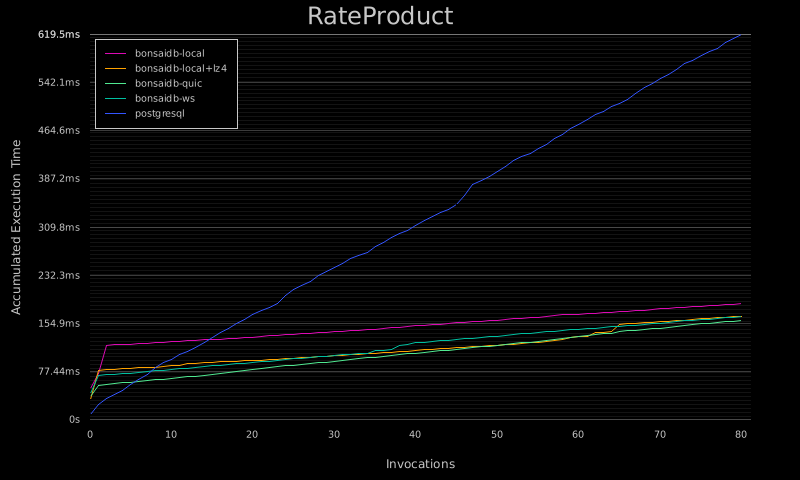 RateProduct
619.5ms
542.1ms
464.6ms
387.2ms
309.8ms
232.3ms
154.9ms
77.44ms
0s
bonsaidb-local
bonsaidb-local+lz4
bonsaidb-quic
bonsaidb-ws
postgresql
Accumulated Execution Time
0 10 20 30 40 50 60 70 80
Invocations